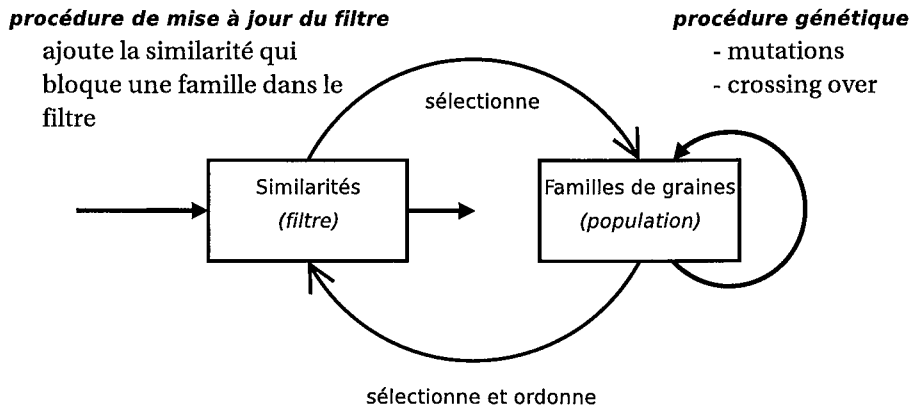 procédure de mise à jour du filtre
ajoute la similarité qui
bloque une famille dans le
filtre
procédure génétique
- mutations
- crossing over
sélectionne
Similarités
(filtre)
Familles de graines
(population)
sélectionne et ordonne